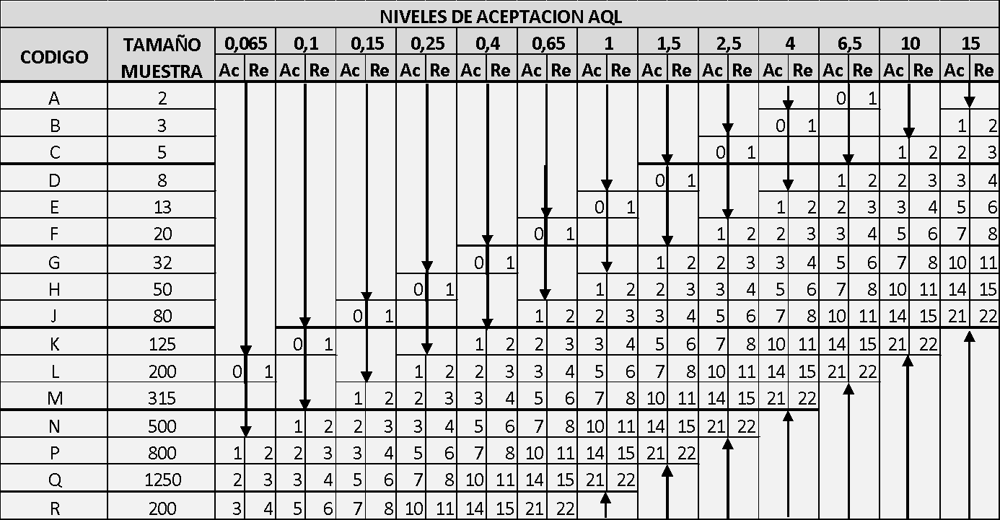 NIVELES DE ACEPTACION AQL
CODIGO TAMAÑO MUESTRA 0,065 0,1 0,15 0,25 0,4 0,65 1 1,5 2,5 4 6,5 10 15
Ac Re Ac Re Ac Re Ac Re Ac Re Ac Re Ac Re Ac Re Ac Re Ac Re Ac Re Ac Re Ac Re
A 2 0 1
B 3 0 1 1 2
C 5 0 1 1 2 2 3
D 8 0 1 1 2 2 3 3 4
E 13 0 1 1 2 2 3 3 4 5 6
F 20 0 1 1 2 2 3 3 4 5 6 7 8
G 32 0 1 1 2 2 3 3 4 5 6 7 8 10 11
H 50 0 1 1 2 2 3 3 4 5 6 7 8 10 11 14 15
J 80 0 1 1 2 2 3 3 4 5 6 7 8 10 11 14 15 21 22
K 125 0 1 1 2 2 3 3 4 5 6 7 8 10 11 14 15 21 22
L 200 0 1 1 2 2 3 3 4 5 6 7 8 10 11 14 15 21 22
M 315 1 2 2 3 3 4 5 6 7 8 10 11 14 15 21 22
N 500 1 2 2 3 3 4 5 6 7 8 10 11 14 15 21 22
P 800 1 2 2 3 3 4 5 6 7 8 10 11 14 15 21 22
Q 1250 2 3 3 4 5 6 7 8 10 11 14 15 21 22
R 200 3 4 5 6 7 8 10 11 14 15 21 22